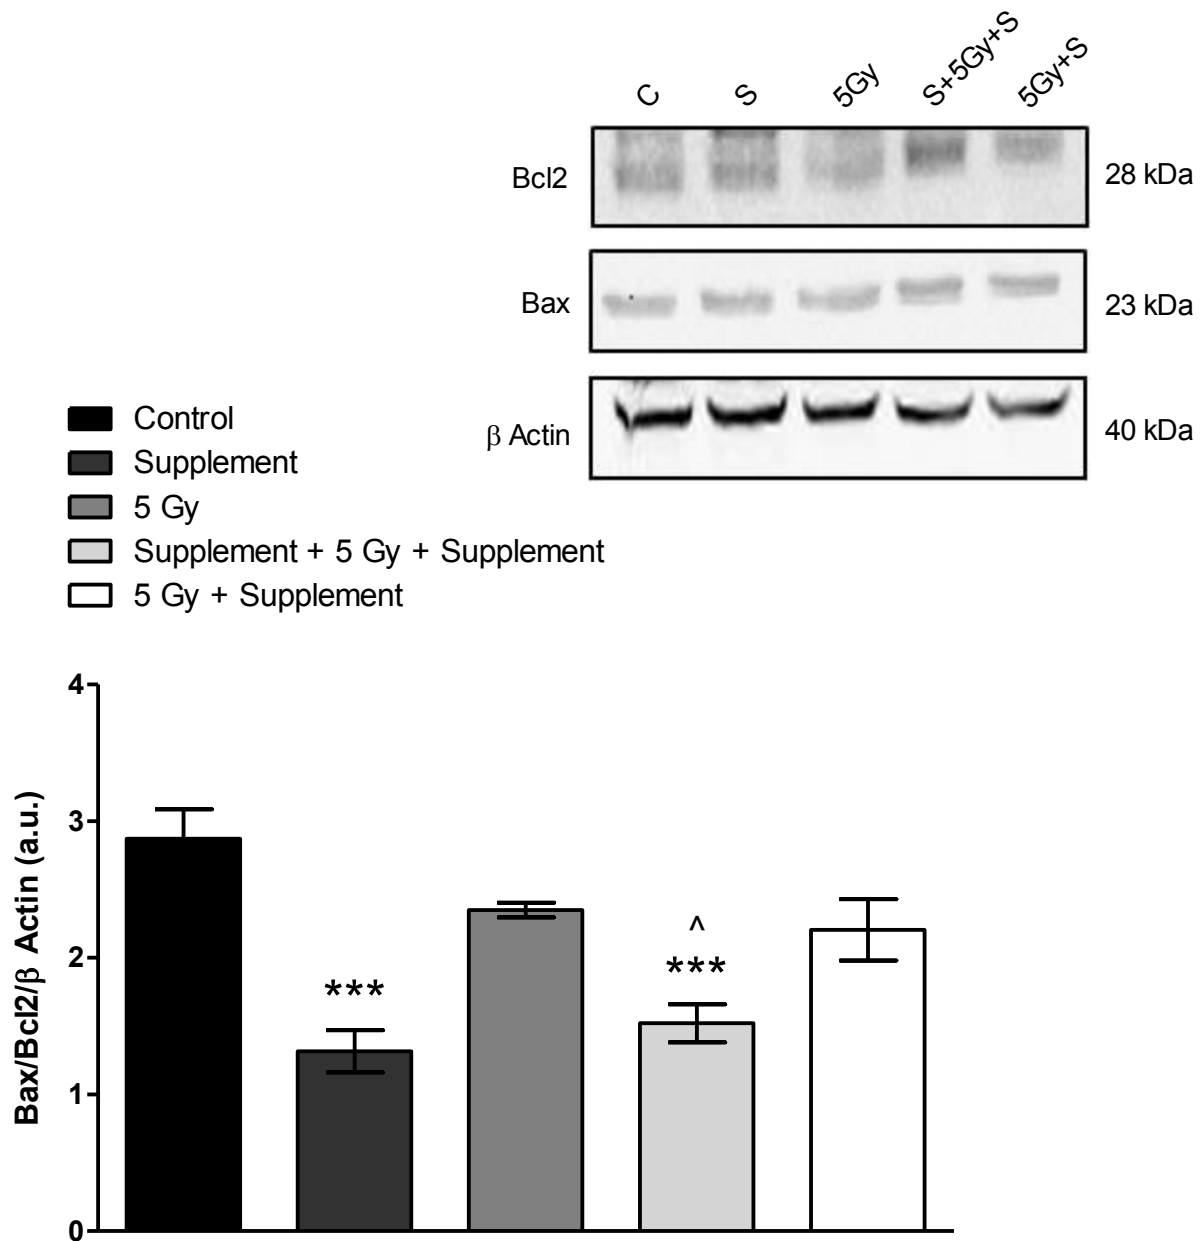 C S 5Gy S+5Gy+S 5Gy+S
Bcl2 28 kDa
Bax 23 kDa
β Actin 40 kDa
Control
Supplement
5 Gy
Supplement + 5 Gy + Supplement
5 Gy + Supplement
Bax/Bcl2/β Actin (a.u.)
4
3
2
1
0
***
^
***